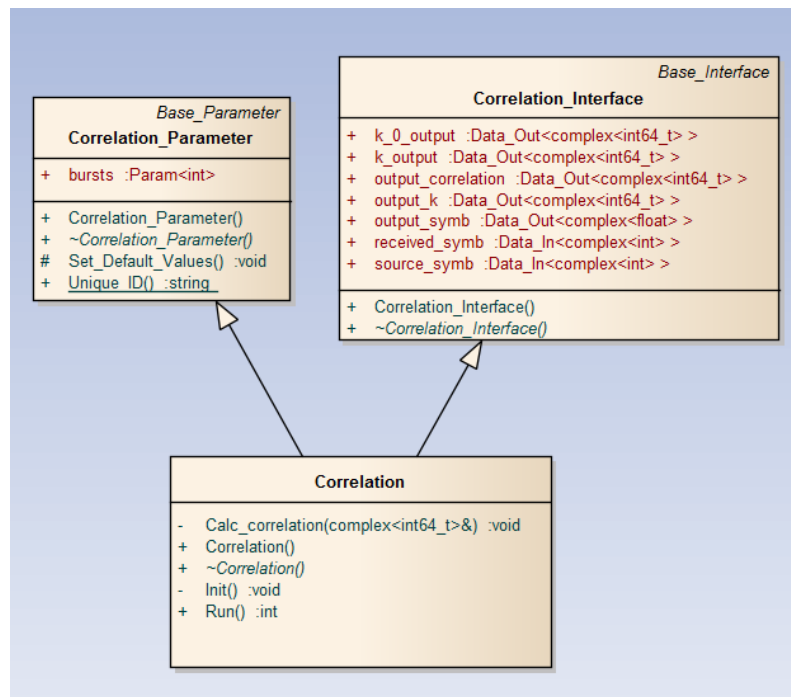 Base_Parameter
Correlation_Parameter
+ bursts :Param<int>
+ Correlation_Parameter()
+ ~Correlation_Parameter()
# Set_Default_Values() :void
+ Unique_ID() :string
Base_Interface
Correlation_Interface
+ k_0_output :Data_Out<complex<int64_t> >
+ k_output :Data_Out<complex<int64_t> >
+ output_correlation :Data_Out<complex<int64_t> >
+ output_k :Data_Out<complex<int64_t> >
+ output_symb :Data_Out<complex<float> >
+ received_symb :Data_In<complex<int> >
+ source_symb :Data_In<complex<int> >
+ Correlation_Interface()
+ ~Correlation_Interface()
Correlation
- Calc_correlation(complex<int64_t>&) :void
+ Correlation()
+ ~Correlation()
- Init() :void
+ Run() :int